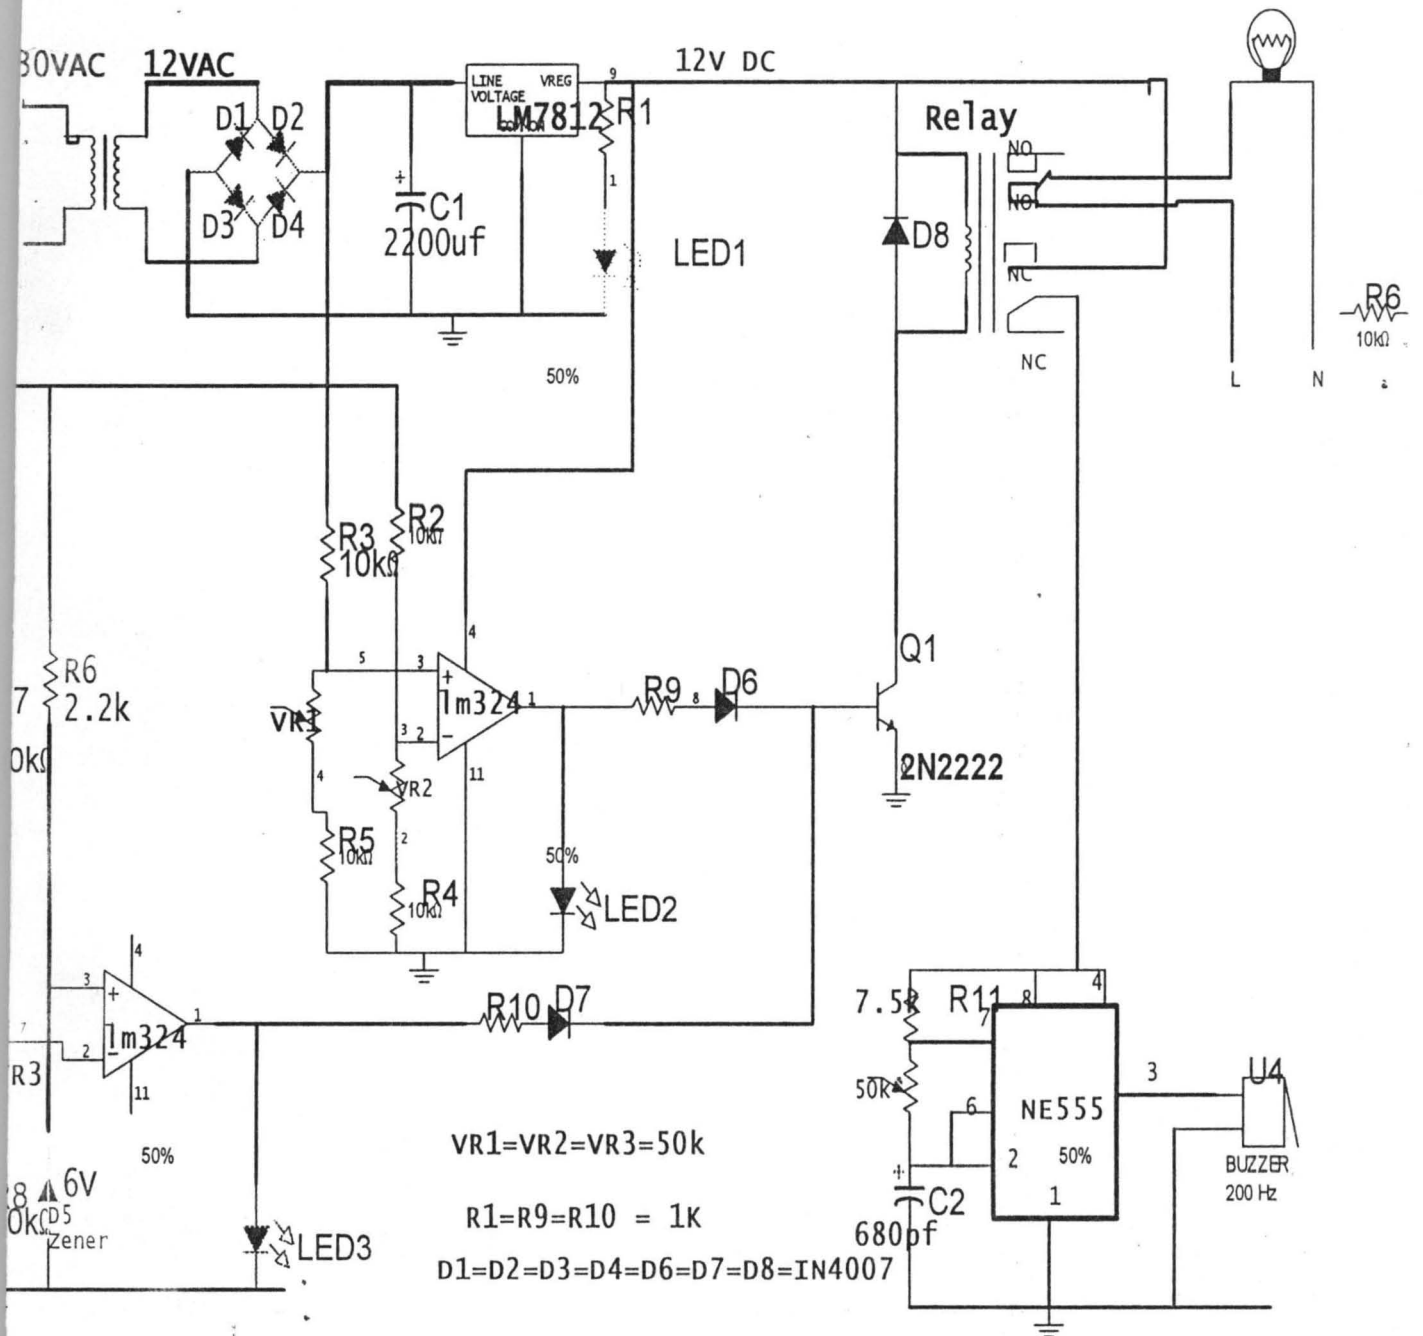 30VAC 12VAC
12V DC
LINE VREG
VOLTAGE
LM7812
9
R1
D1 D2
D3 D4
+
C1
2200uf
1
LED1
Relay
NO
NO
NC
NC
D8
L N
R6
10kΩ
50%
R3
10kΩ
R2
10kΩ
4
5
3
+
lm324
1
3
2
−
11
VR1
4
VR2
2
R5
10kΩ
R4
10kΩ
R9
8
D6
Q1
2N2222
50%
LED2
R6
2.2k
7
0kΩ
4
3
+
lm324
1
7
2
−
11
R3
50%
R10
D7
LED3
6V
D5
Zener
8
0kΩ
VR1=VR2=VR3=50k
R1=R9=R10 = 1K
D1=D2=D3=D4=D6=D7=D8=IN4007
7.5k
R11
8
4
7
50k
6
NE555
3
U4
2
50%
1
+
C2
680pf
BUZZER
200 Hz